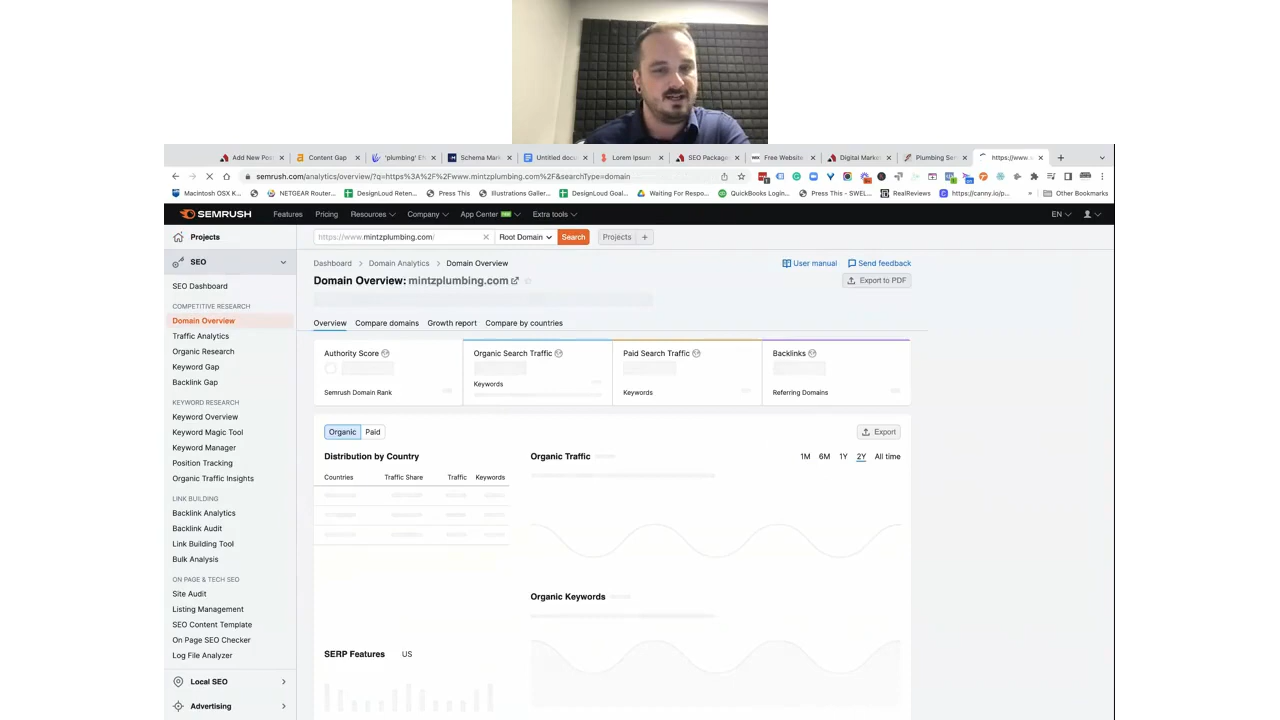 Add New Pos
Content Gap
'plumbing' EN
Schema Mark
Untitled docu
Lorem Ipsum
SEO Package
Free Website
Digital Marke
Plumbing Ser
https://www.s
semrush.com/analytics/overview/?q=https%3A%2F%2Fwww.mintzplumbing.com%2F&searchType=domain
Macintosh OSX K...
NETGEAR Router...
DesignLoud Reten...
Press This
Illustrations Galler...
DesignLoud Goal...
Waiting For Respo...
QuickBooks Login...
Press This - SWEL...
RealReviews
https://canny.io/p...
»
Other Bookmarks
SEMRUSH
Features
Pricing
Resources
Company
App Center
Extra tools
EN
Projects
https://www.mintzplumbing.com/
Root Domain
Search
Projects +
SEO
SEO Dashboard
COMPETITIVE RESEARCH
Domain Overview
Traffic Analytics
Organic Research
Keyword Gap
Backlink Gap
KEYWORD RESEARCH
Keyword Overview
Keyword Magic Tool
Keyword Manager
Position Tracking
Organic Traffic Insights
LINK BUILDING
Backlink Analytics
Backlink Audit
Link Building Tool
Bulk Analysis
ON PAGE & TECH SEO
Site Audit
Listing Management
SEO Content Template
On Page SEO Checker
Log File Analyzer
Local SEO
Advertising
Dashboard > Domain Analytics > Domain Overview
User manual
Send feedback
Domain Overview: mintzplumbing.com
Export to PDF
Overview
Compare domains
Growth report
Compare by countries
Authority Score
Semrush Domain Rank
Organic Search Traffic
Keywords
Paid Search Traffic
Keywords
Backlinks
Referring Domains
Organic
Paid
Export
Distribution by Country
Countries
Traffic Share
Traffic
Keywords
Organic Traffic
1M
6M
1Y
2Y
All time
Organic Keywords
SERP Features
US